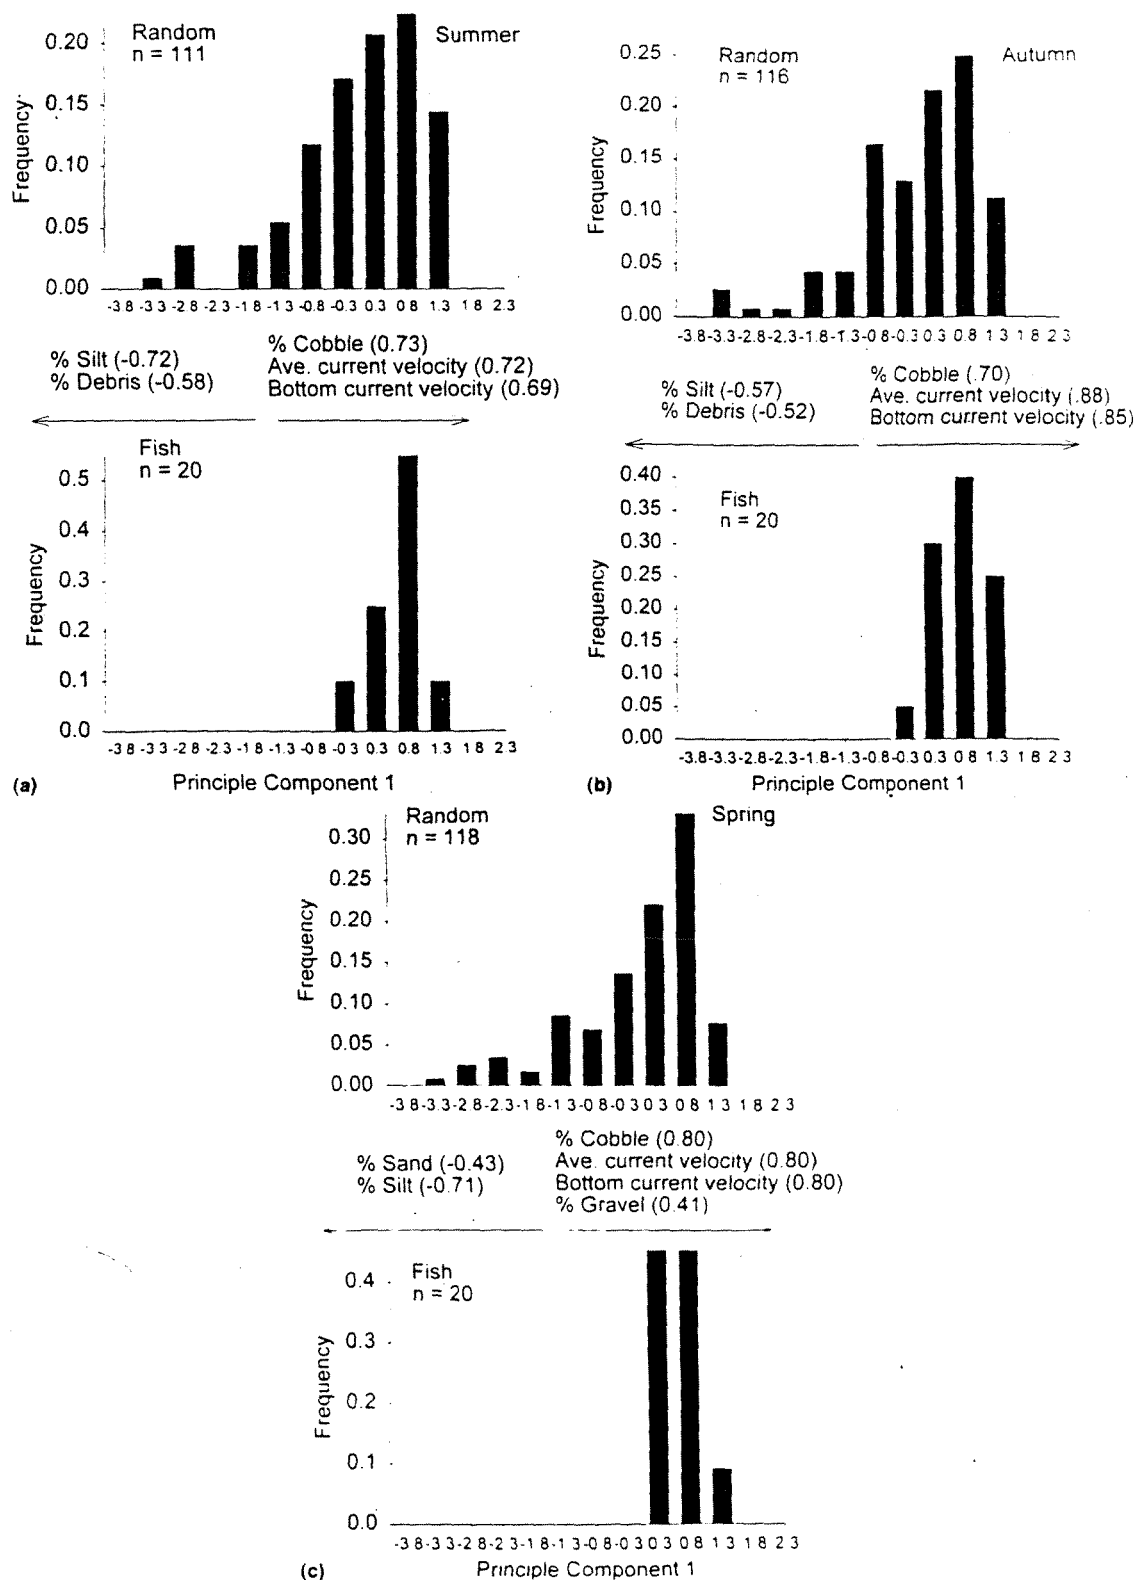 Random
n = 111
Summer
Frequency
0.20
0.15
0.10
0.05
0.00
-3 8 -3 3 -2 8 -2 3 -1 8 -1 3 -0 8 -0 3 0 3 0 8 1 3 1 8 2 3
% Silt (-0.72)
% Debris (-0.58)
% Cobble (0.73)
Ave. current velocity (0.72)
Bottom current velocity (0.69)
Fish
n = 20
Frequency
0.5
0.4
0.3
0.2
0.1
0.0
-3 8 -3 3 -2 8 -2 3 -1 8 -1 3 -0 8 -0 3 0 3 0.8 1 3 1 8 2 3
(a)
Principle Component 1
Random
n = 116
Autumn
Frequency
0.25
0.20
0.15
0.10
0.05
0.00
-3.8 -3.3 -2.8 -2.3 -1.8 -1.3 -0 8 -0.3 0.3 0.8 1.3 1 8 2 3
% Silt (-0.57)
% Debris (-0.52)
% Cobble (.70)
Ave. current velocity (.88)
Bottom current velocity (.85)
Fish
n = 20
Frequency
0.40
0.30
0.25
0.20
0.15
0.10
0.05
0.00
-3.8 -3.3 -2 8 -2.3 -1.8 -1.3 -0.8 -0.3 0.3 0 8 1 3 1 8 2 3
(b)
Principle Component 1
Random
n = 118
Spring
Frequency
0.30
0.25
0.20
0.15
0.10
0.05
0.00
-3 8 -3.3 -2 8 -2.3 -1 8 -1 3 -0 8 -0 3 0 3 0 8 1 3 1 8 2 3
% Sand (-0.43)
% Silt (-0.71)
% Cobble (0.80)
Ave. current velocity (0.80)
Bottom current velocity (0.80)
% Gravel (0.41)
Fish
n = 20
Frequency
0.4
0.3
0.2
0.1
0.0
-3 8 -3 3 -2 8 -2 3 -1 8 -1 3 -0 8 -0 3 0 3 0 8 1 3 1 8 2 3
(c)
Principle Component 1